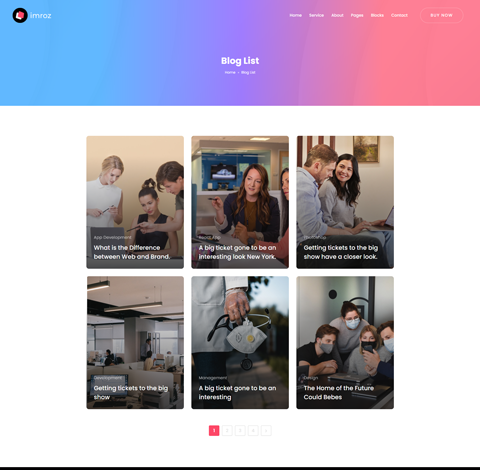 imroz
Home Service About Pages Blocks Contact BUY NOW
Blog List
Home – Blog List
App Development
What is the Difference
between Web and Brand.
A big ticket gone to be an
interesting look New York.
Getting tickets to the big
show have a closer look.
Development
Getting tickets to the big
show
Management
A big ticket gone to be an
interesting
Design
The Home of the Future
Could Bebes
1 2 3 4